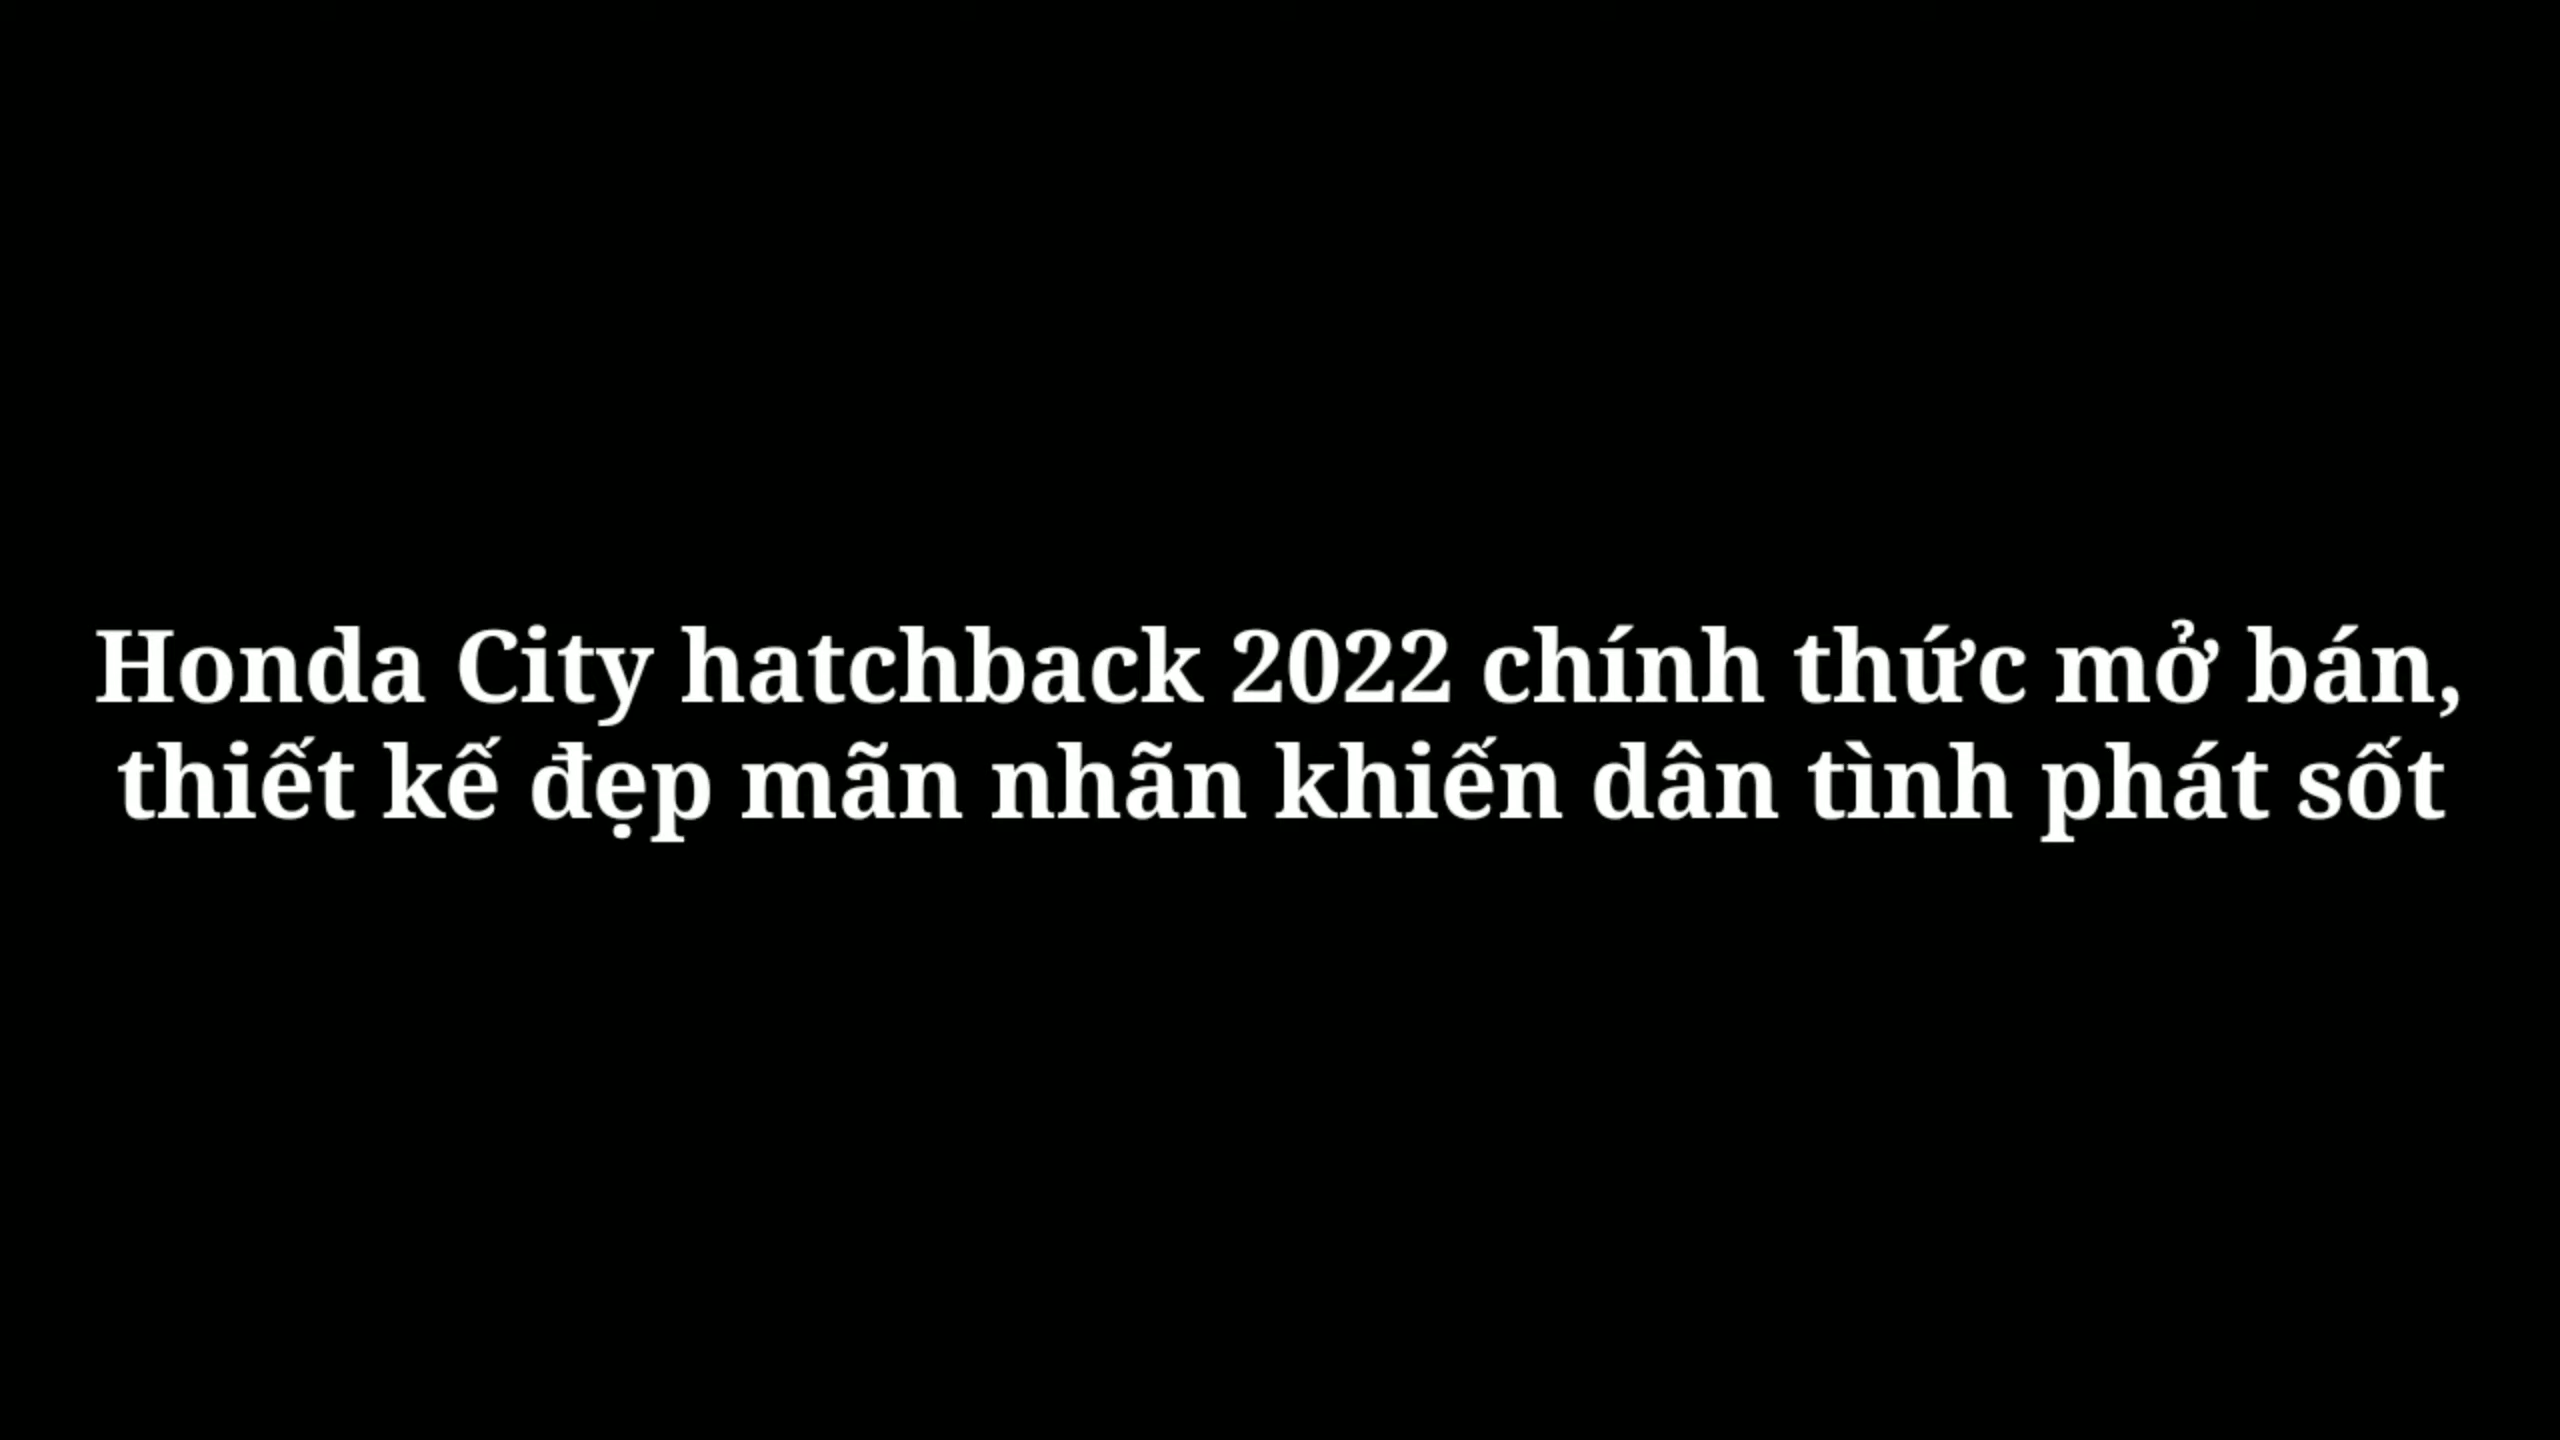 Honda City hatchback 2022 chính thức mở bán,
thiết kế đẹp mãn nhãn khiến dân tình phát sốt